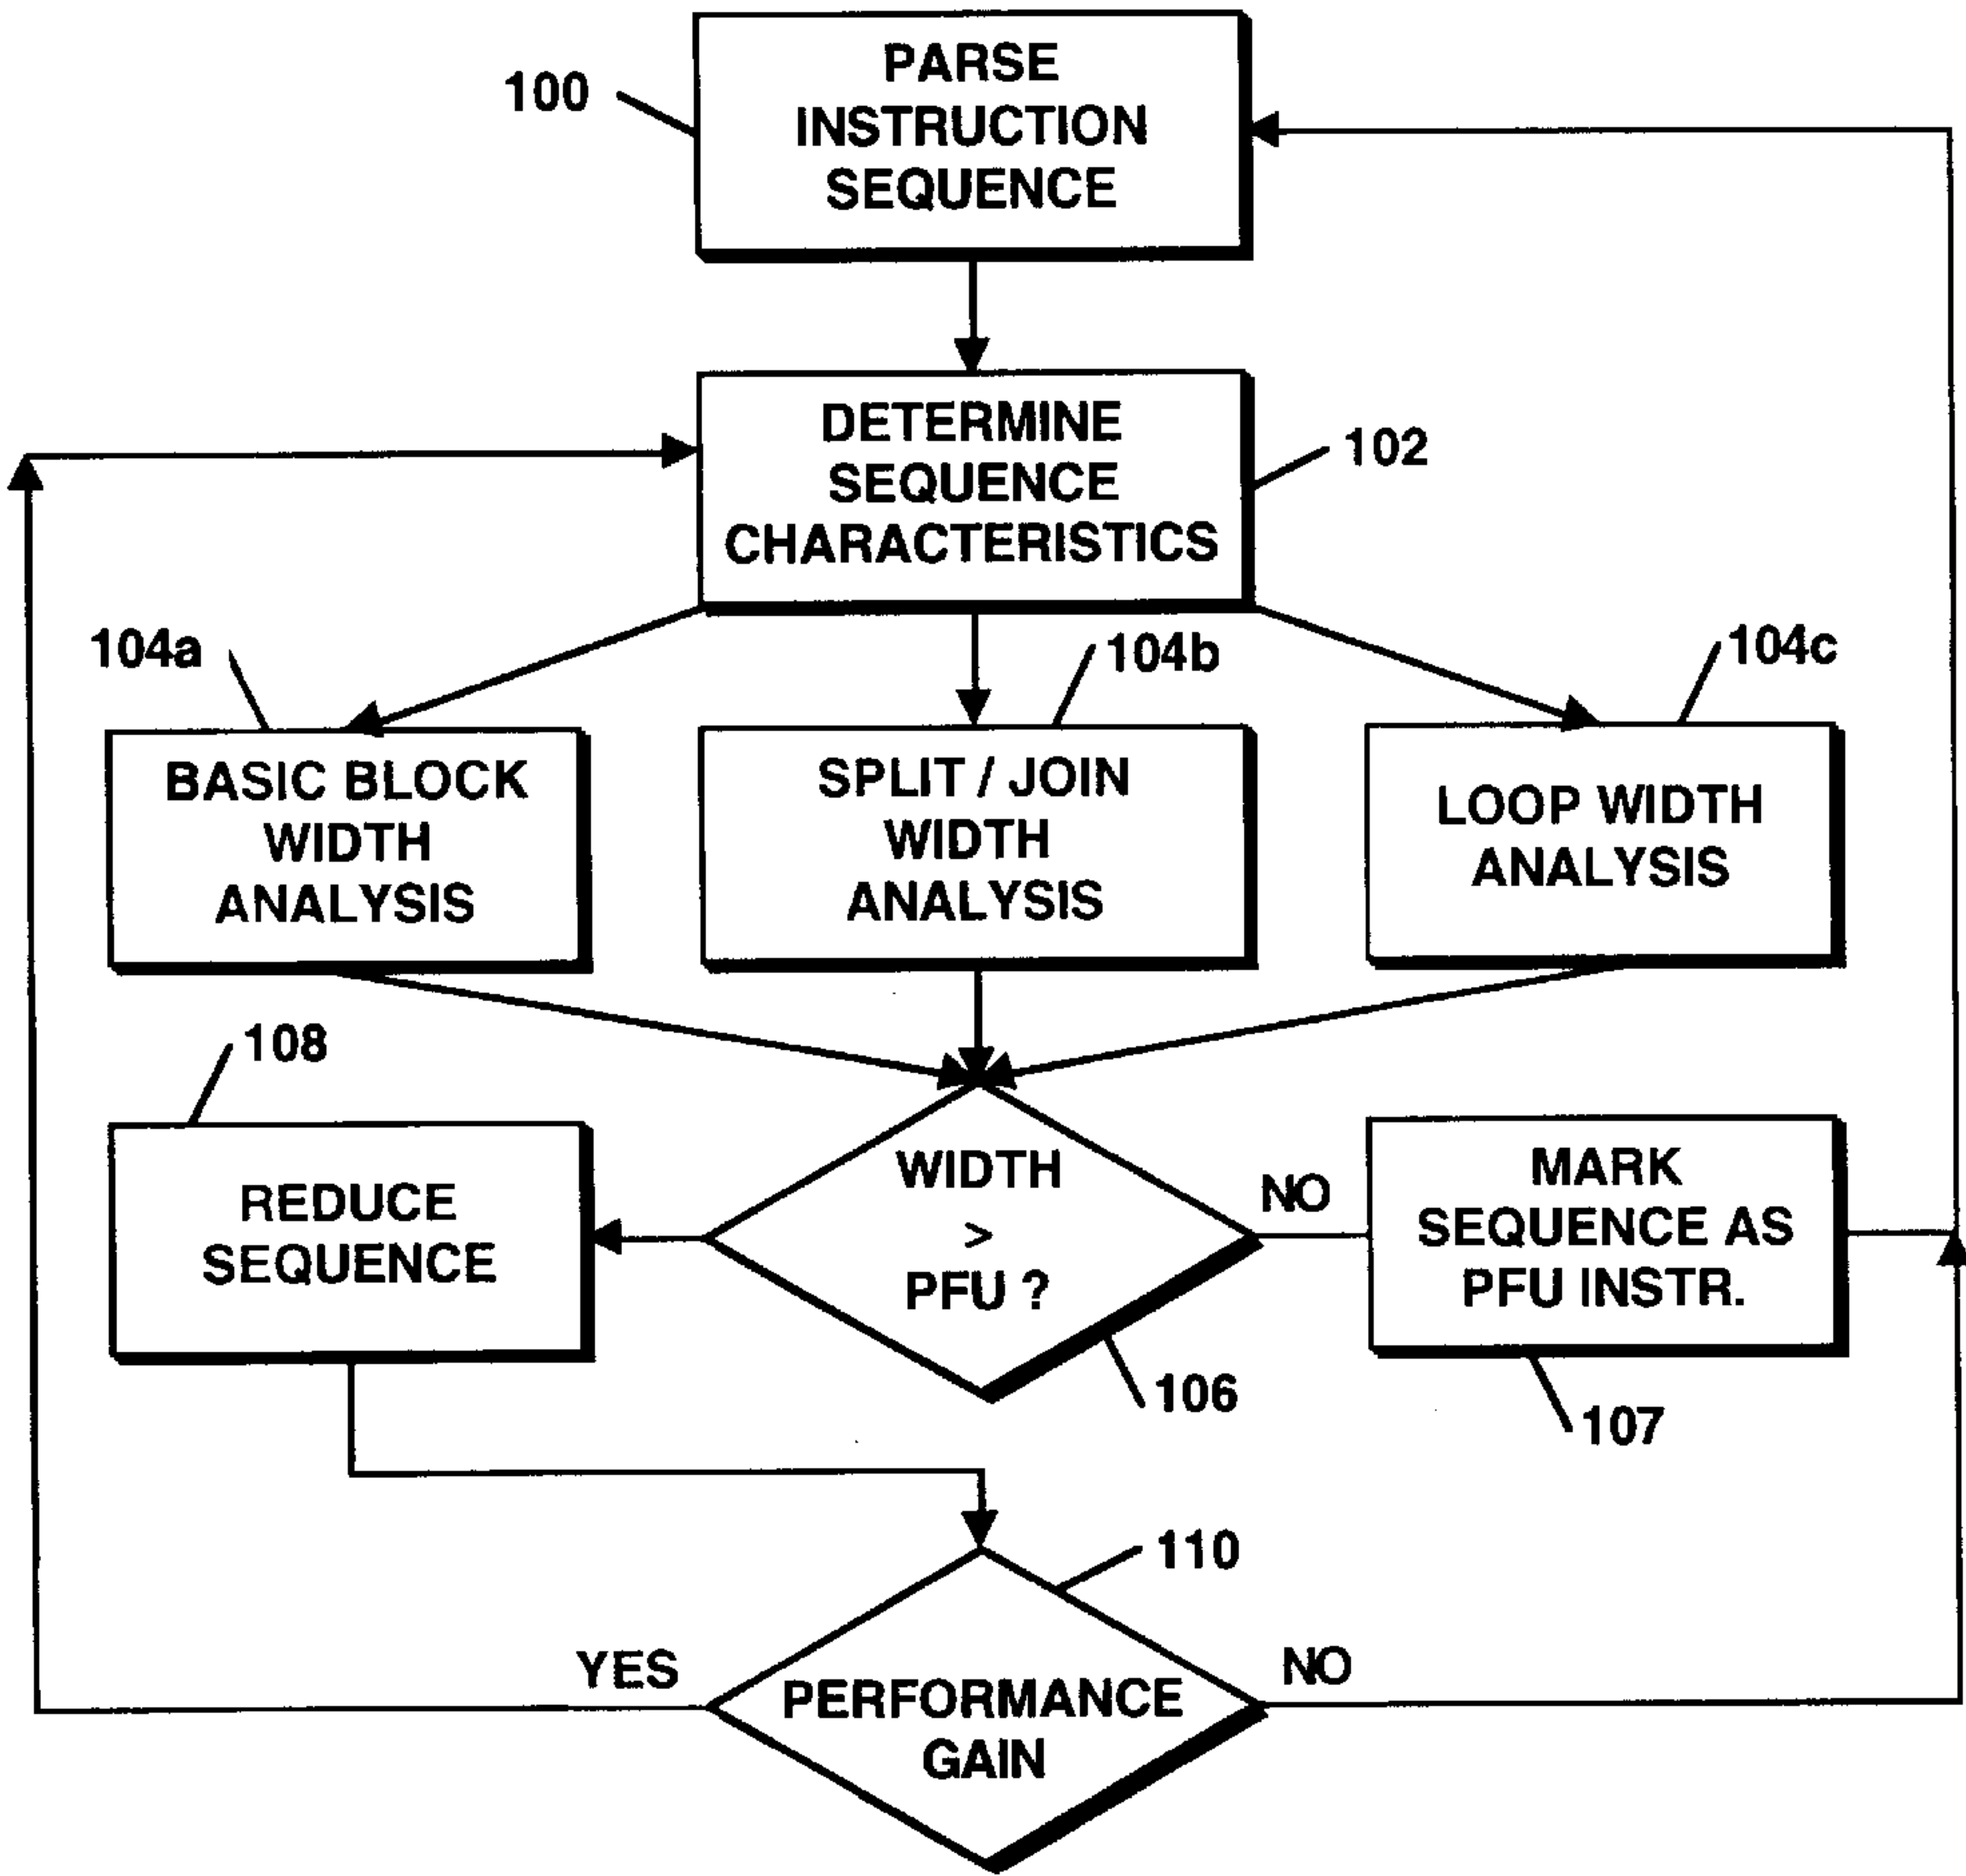 100
PARSE
INSTRUCTION
SEQUENCE
DETERMINE
SEQUENCE
CHARACTERISTICS
102
104a
104b
104c
BASIC BLOCK
WIDTH
ANALYSIS
SPLIT / JOIN
WIDTH
ANALYSIS
LOOP WIDTH
ANALYSIS
108
REDUCE
SEQUENCE
WIDTH
>
PFU ?
NO
MARK
SEQUENCE AS
PFU INSTR.
106
107
110
YES
PERFORMANCE
GAIN
NO